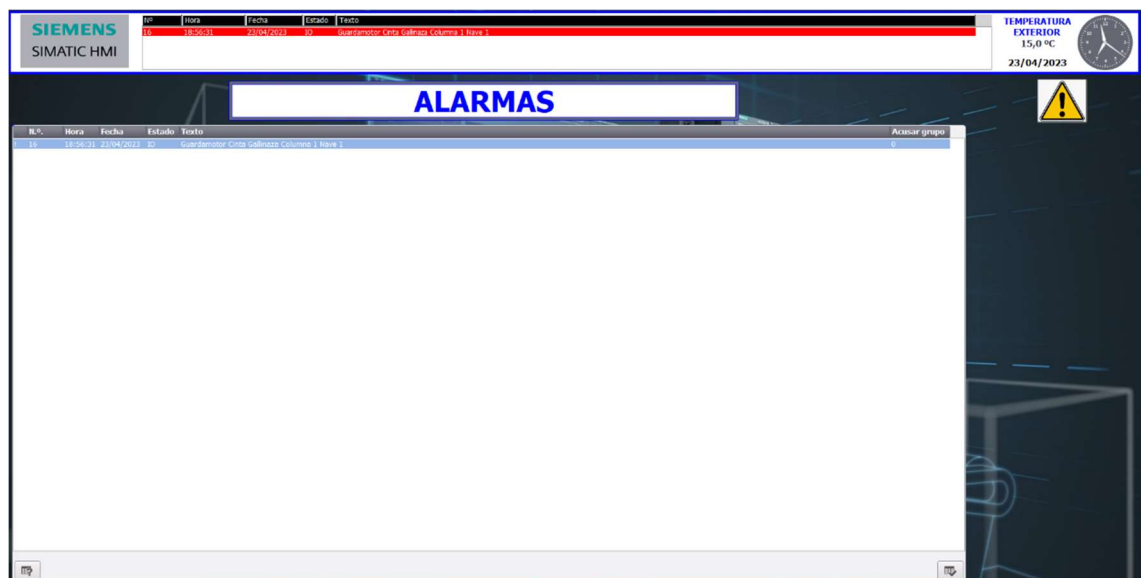 SIEMENS
SIMATIC HMI
Nº Hora Fecha Estado Texto
16 18:56:31 23/04/2023 IO Guardamotor Cinta Gallinaza Columna 1 Nave 1
TEMPERATURA
EXTERIOR
15,0 ºC
23/04/2023
ALARMAS
N.º. Hora Fecha Estado Texto Acusar grupo
! 16 18:56:31 23/04/2023 IO Guardamotor Cinta Gallinaza Columna 1 Nave 1 0